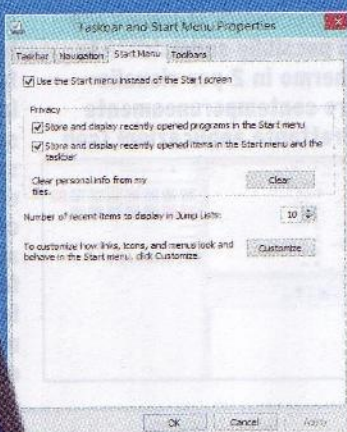 Taskbar and Start Menu Properties
Taskbar Navigation Start Menu Toolbars
Use the Start menu instead of the Start screen
Privacy
Store and display recently opened programs in the Start menu
Store and display recently opened items in the Start menu and the
taskbar
Clear personal info from my
tiles.
Clear
Number of recent items to display in Jump Lists:
10
To customize how links, icons, and menus look and
behave in the Start menu, click Customize.
Customize
OK Cancel Apply